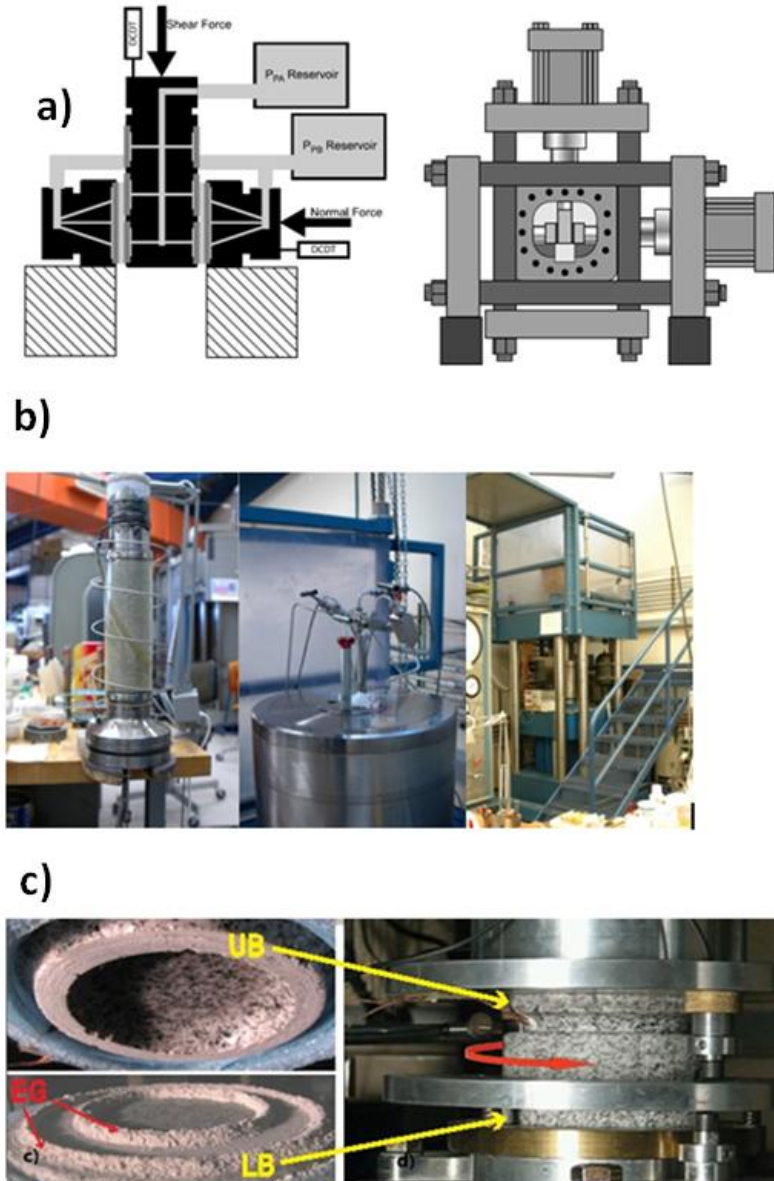 a)
DCDT
Shear Force
P_PA Reservoir
P_PB Reservoir
Normal Force
DCDT
b)
c)
UB
EG
LB
c)
d)